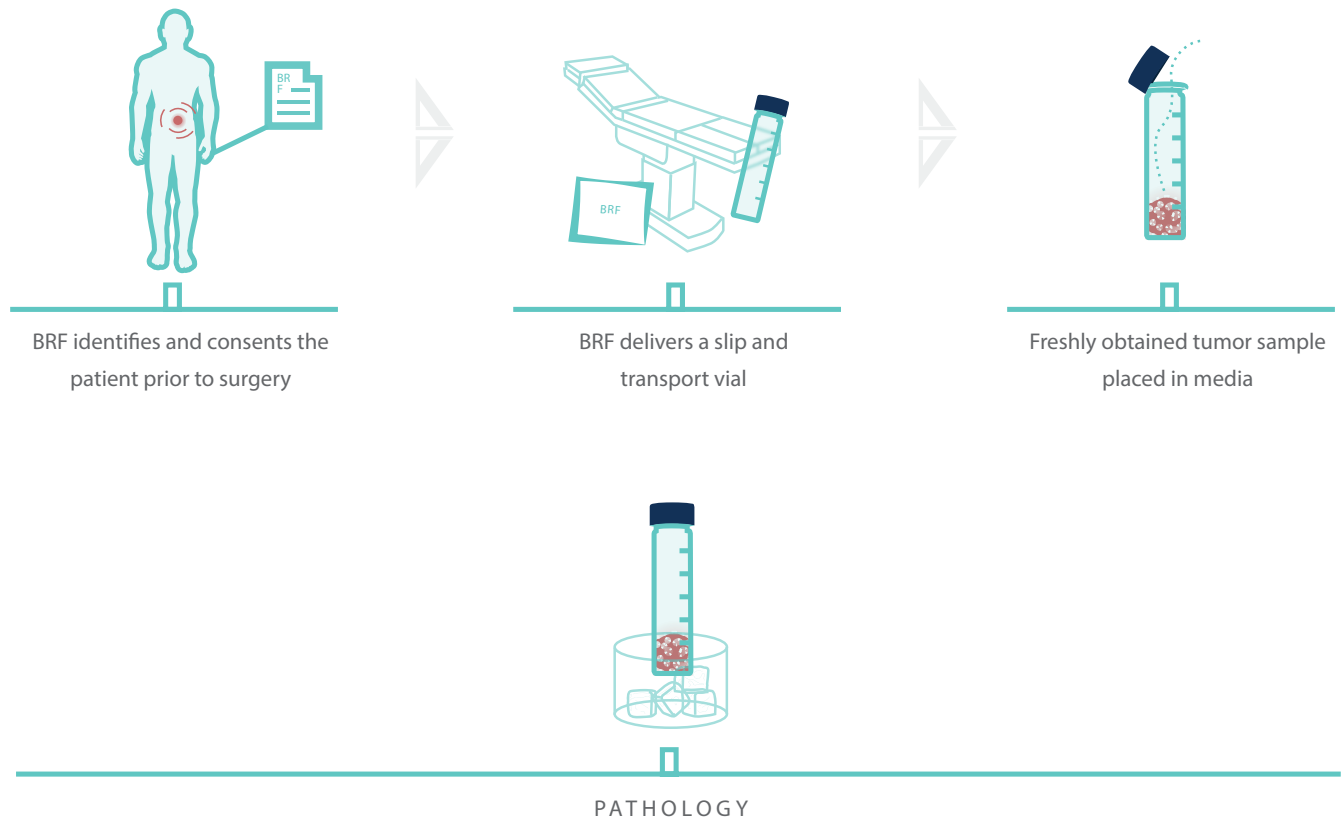 BR
F
BRF
BRF identifies and consents the
patient prior to surgery
BRF delivers a slip and
transport vial
Freshly obtained tumor sample
placed in media
PATHOLOGY